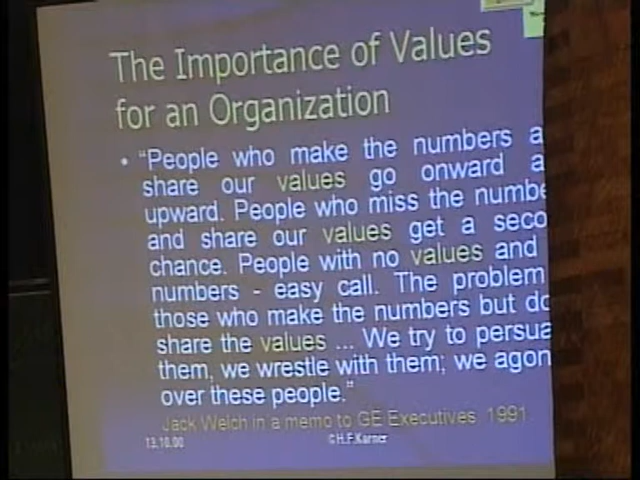 The Importance of Values
for an Organization
• “People who make the numbers a
share our values go onward a
upward. People who miss the numbe
and share our values get a seco
chance. People with no values and
numbers - easy call. The problem
those who make the numbers but do
share the values ... We try to persua
them, we wrestle with them; we agon
over these people.”
Jack Welch in a memo to GE Executives 1991
13.10.00 ©H.F.Karner